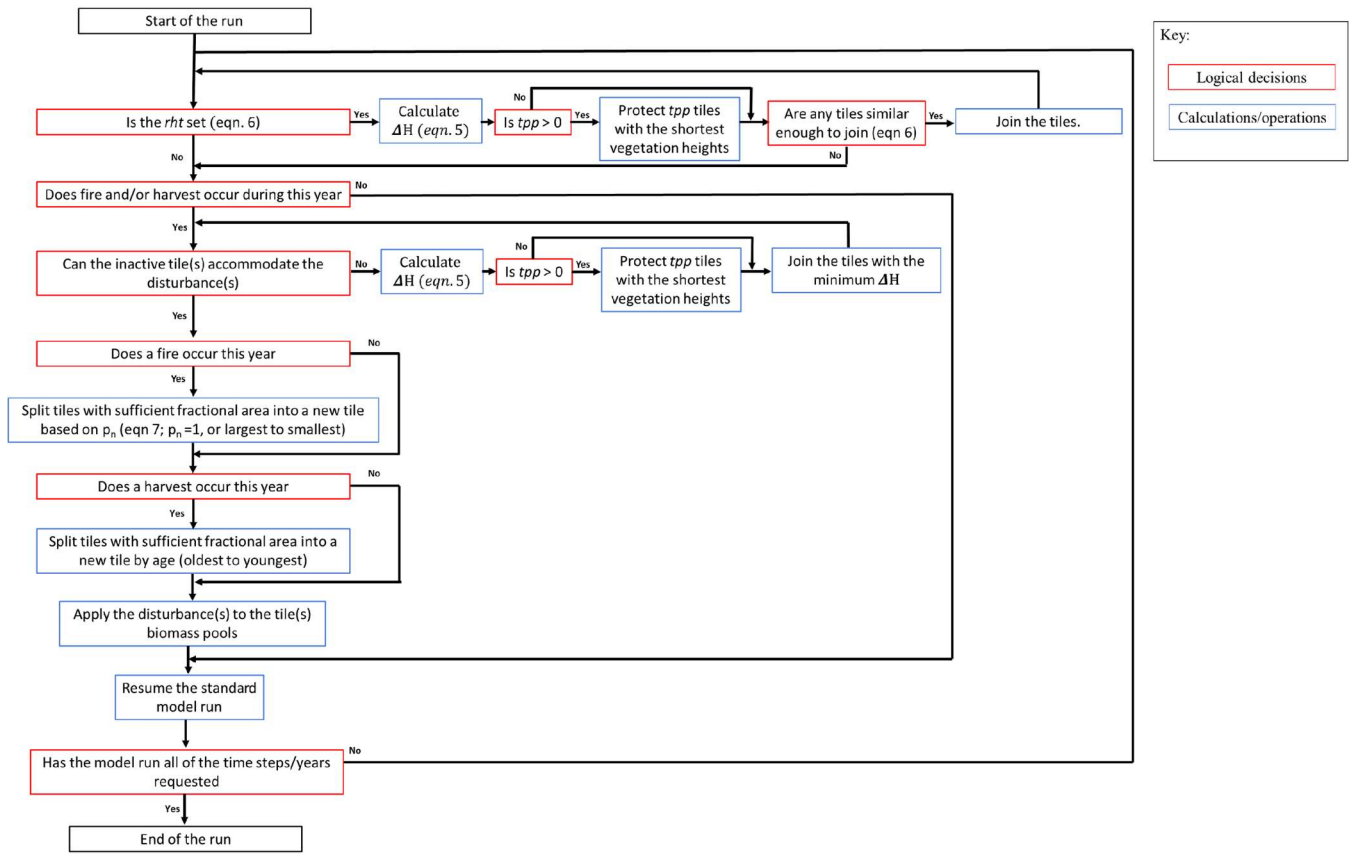 Start of the run
Key:
Logical decisions
Calculations/operations
Is the rht set (eqn. 6)
Yes
Calculate
ΔH (eqn. 5)
Is tpp > 0
No
Yes
Protect tpp tiles
with the shortest
vegetation heights
Are any tiles similar
enough to join (eqn 6)
Yes
Join the tiles.
No
No
Does fire and/or harvest occur during this year
No
Yes
Can the inactive tile(s) accommodate the
disturbance(s)
No
Calculate
ΔH (eqn. 5)
Is tpp > 0
No
Yes
Protect tpp tiles
with the shortest
vegetation heights
Join the tiles with the
minimum ΔH
Yes
Does a fire occur this year
No
Yes
Split tiles with sufficient fractional area into a new tile
based on pn (eqn 7; pn =1, or largest to smallest)
Does a harvest occur this year
No
Yes
Split tiles with sufficient fractional area into a
new tile by age (oldest to youngest)
Apply the disturbance(s) to the tile(s)
biomass pools
Resume the standard
model run
Has the model run all of the time steps/years
requested
No
Yes
End of the run